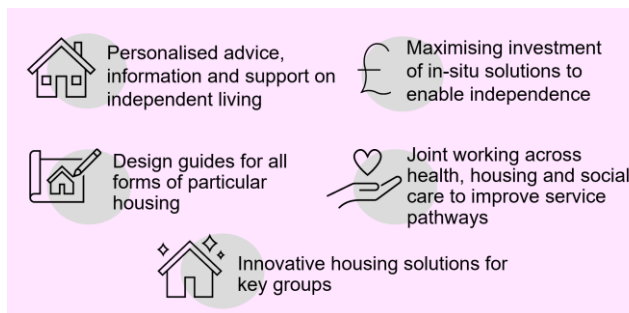 Personalised advice,
information and support on
independent living
Maximising investment
of in-situ solutions to
enable independence
Design guides for all
forms of particular
housing
Joint working across
health, housing and social
care to improve service
pathways
Innovative housing solutions for
key groups